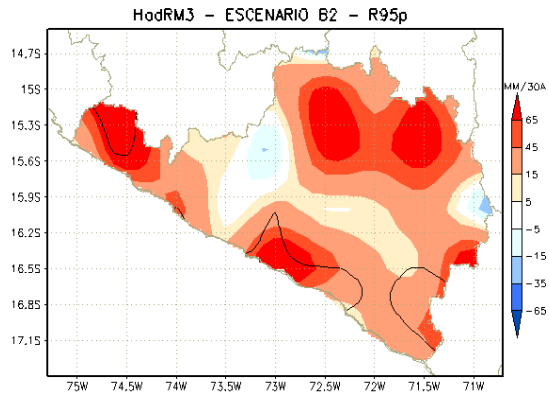 HadRM3 - ESCENARIO B2 - R95p
14.7S
15S
15.3S
15.6S
15.9S
16.2S
16.5S
16.8S
17.1S
75W 74.5W 74W 73.5W 73W 72.5W 72W 71.5W 71W
MM/30A
65
45
15
5
-5
-15
-35
-65